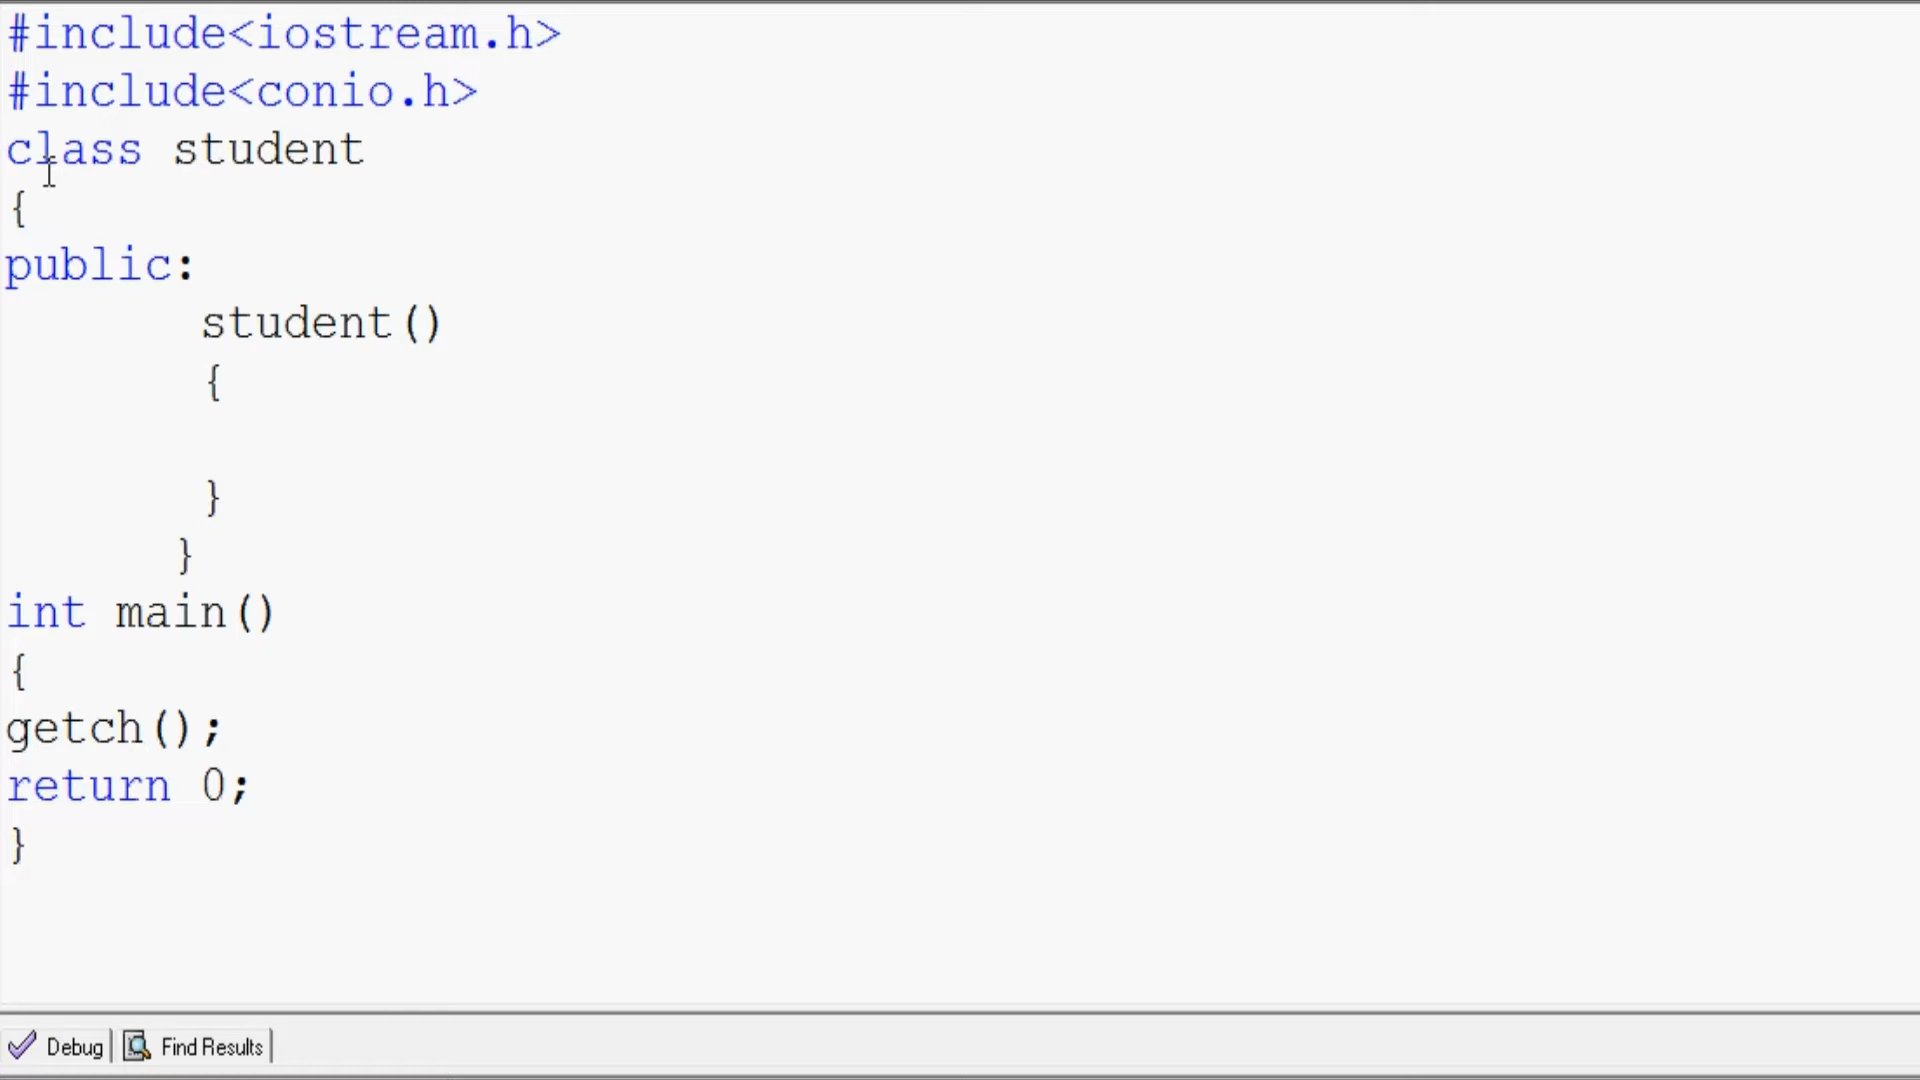 #include<iostream.h>
#include<conio.h>
class student
{
public:
student()
{
}
}
int main()
{
getch();
return 0;
}
Debug
Find Results